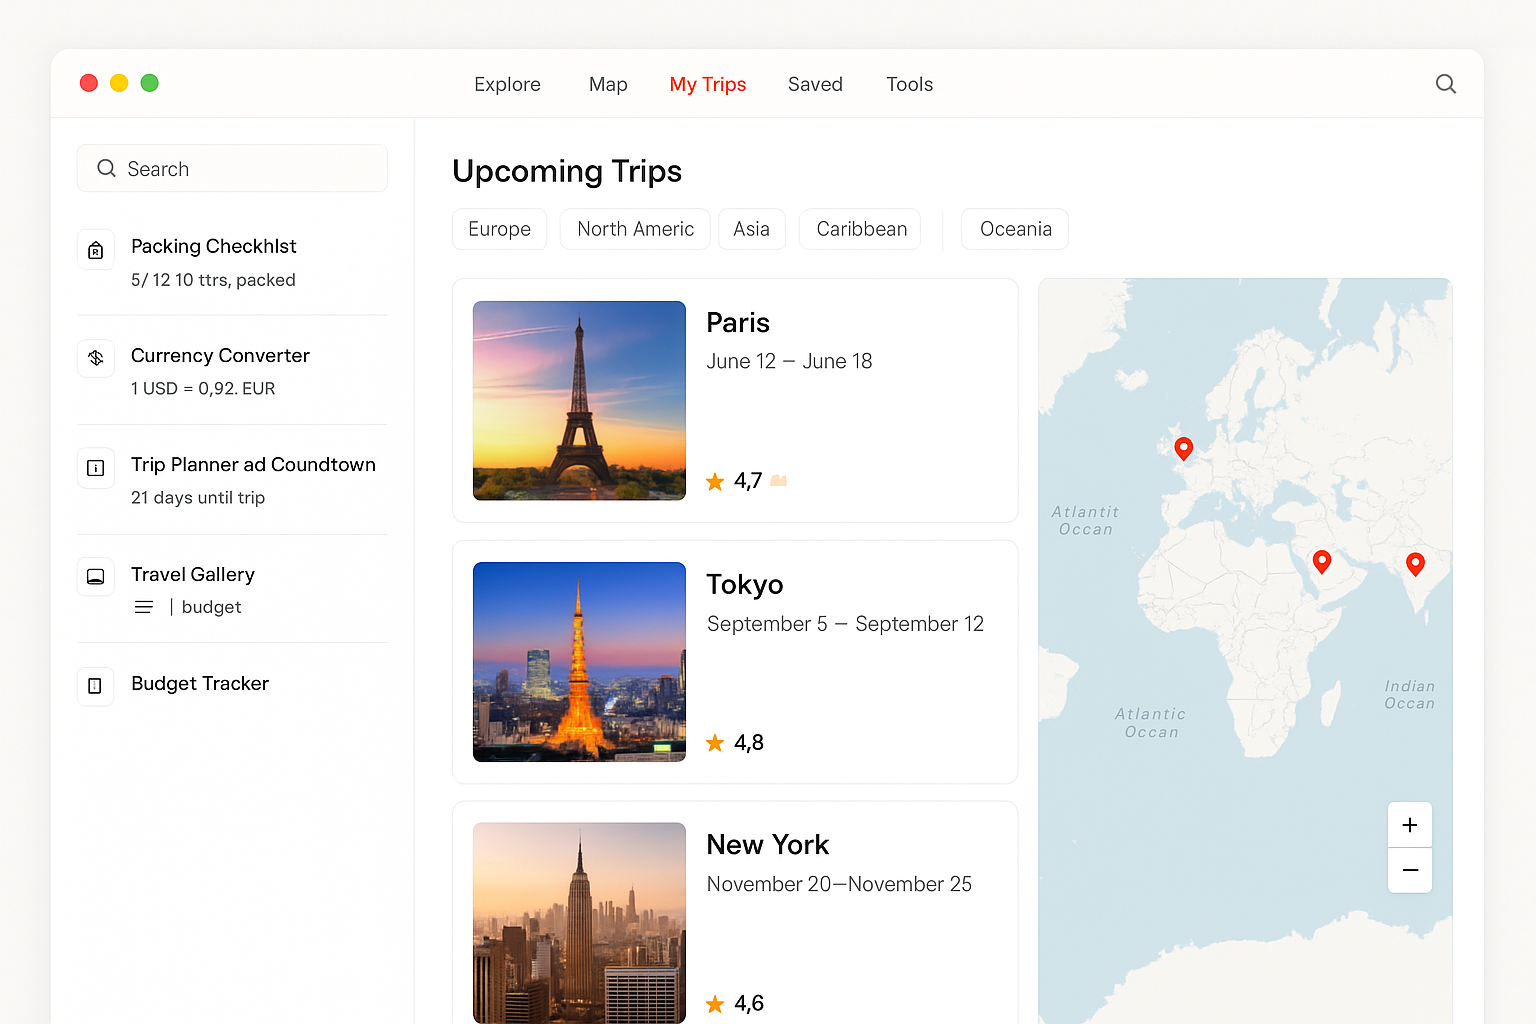 Explore Map My Trips Saved Tools
Search
Packing Checkhlst
5/ 12 10 ttrs, packed
Currency Converter
1 USD = 0,92. EUR
Trip Planner ad Coundtown
21 days until trip
Travel Gallery
| budget
Budget Tracker
Upcoming Trips
Europe North Americ Asia Caribbean Oceania
Paris
June 12 – June 18
4,7
Tokyo
September 5 – September 12
4,8
New York
November 20–November 25
4,6
Atlantit
Occan
Atlantic
Occan
Indian
Occan
+
−